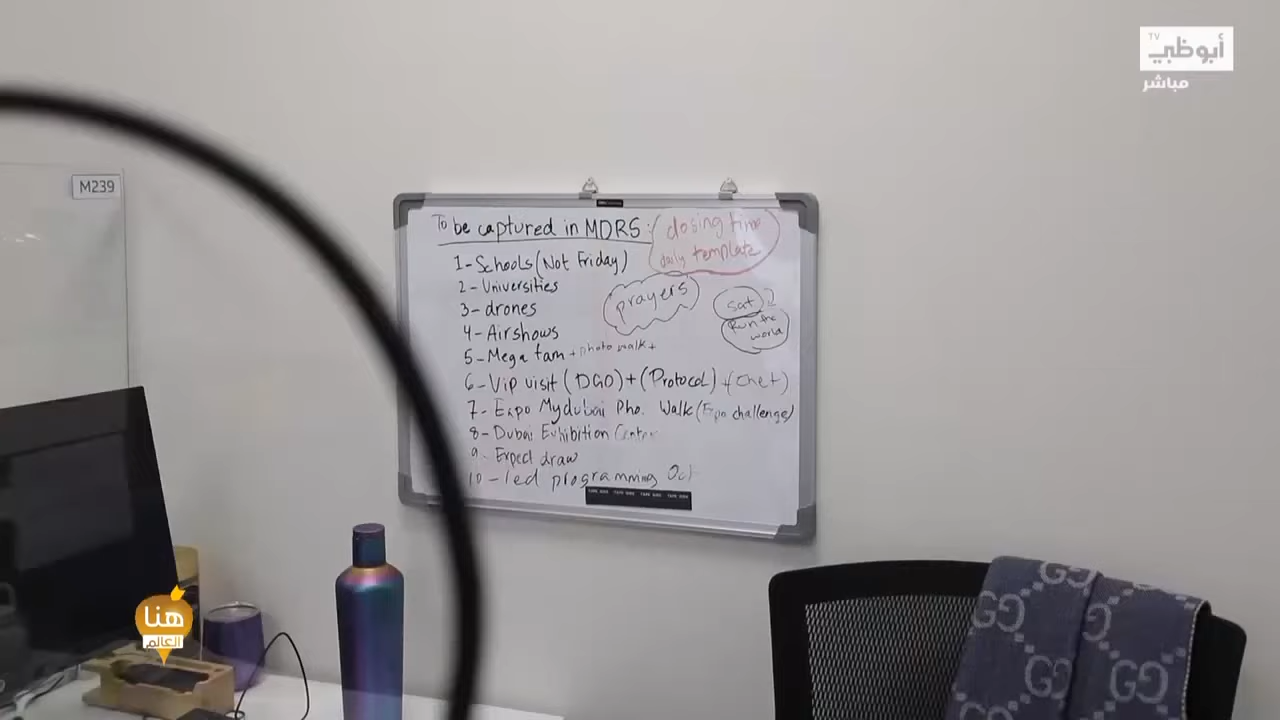 TV
أبوظبي
مباشر
M239
To be captured in MDRS:
closing time
daily template
1- Schools (Not Friday)
2- Universities
prayers
sat
Run the
world
3- drones
4- Airshows
5- Mega tam + photo walk +
6- Vip visit (DGO) + (Protocol) +
7- Expo Mydubai Pho. Walk (Expo challenge)
8- Dubai Exhibition Center
9- Expect draw
10- led programming Oct
هنا
العالم